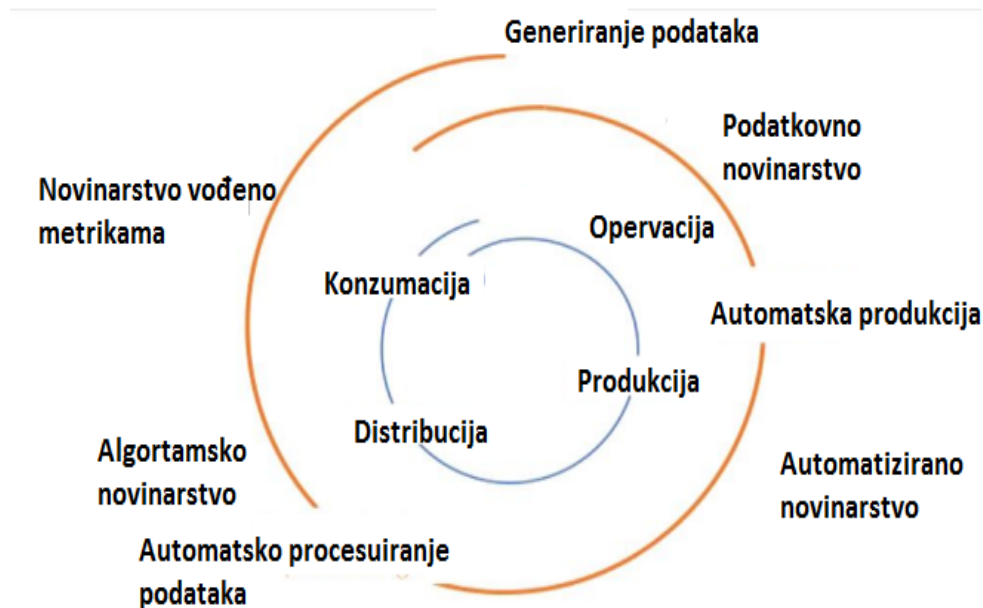 Generiranje podataka
Podatkovno
novinarstvo
Novinarstvo vođeno
metrikama
Opervacija
Konzumacija
Automatska produkcija
Produkcija
Distribucija
Algortamsko
novinarstvo
Automatizirano
novinarstvo
Automatsko procesuiranje
podataka